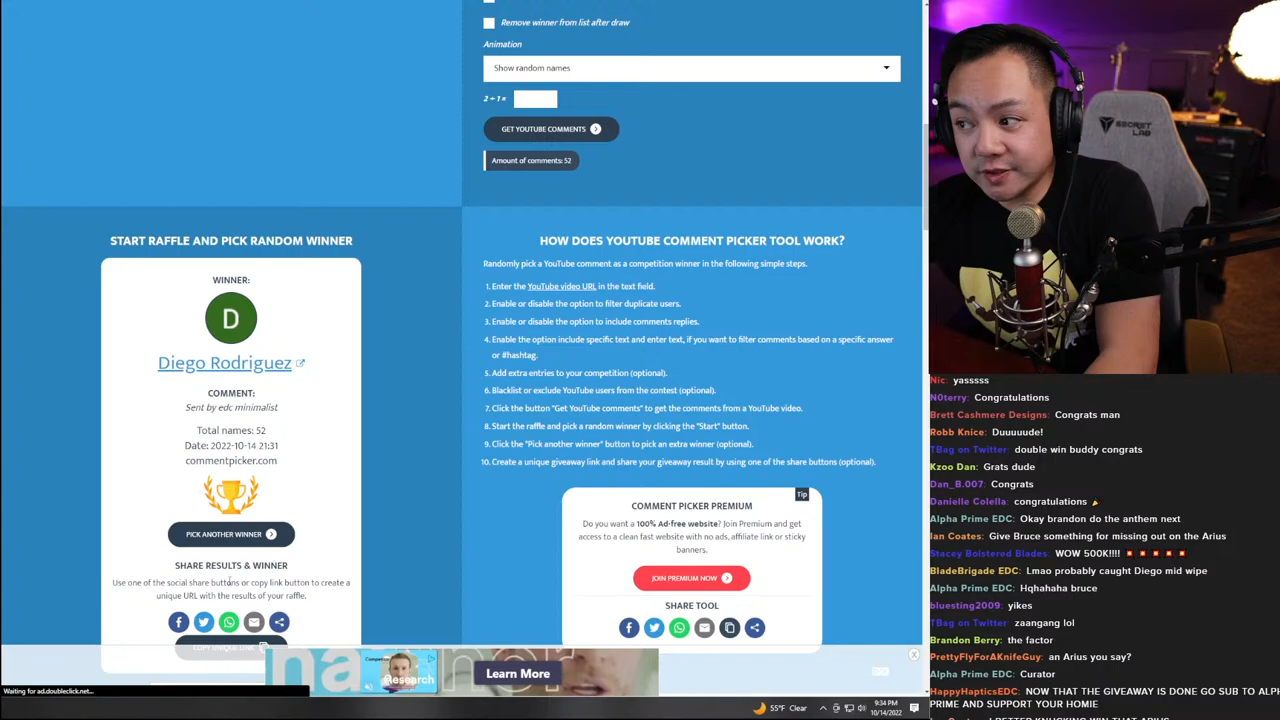 Remove winner from list after draw
Animation
Show random names
2 + 1 =
GET YOUTUBE COMMENTS
Amount of comments: 52
START RAFFLE AND PICK RANDOM WINNER
WINNER:
D
Diego Rodriguez
COMMENT:
Sent by edc minimalist
Total names: 52
Date: 2022-10-14 21:31
commentpicker.com
PICK ANOTHER WINNER
SHARE RESULTS & WINNER
Use one of the social share buttons or copy link button to create a
unique URL with the results of your raffle.
COPY UNIQUE LINK
HOW DOES YOUTUBE COMMENT PICKER TOOL WORK?
Randomly pick a YouTube comment as a competition winner in the following simple steps.
1. Enter the YouTube video URL in the text field.
2. Enable or disable the option to filter duplicate users.
3. Enable or disable the option to include comments replies.
4. Enable the option include specific text and enter text, if you want to filter comments based on a specific answer
or #hashtag.
5. Add extra entries to your competition (optional).
6. Blacklist or exclude YouTube users from the contest (optional).
7. Click the button "Get YouTube comments" to get the comments from a YouTube video.
8. Start the raffle and pick a random winner by clicking the "Start" button.
9. Click the "Pick another winner" button to pick an extra winner (optional).
10. Create a unique giveaway link and share your giveaway result by using one of the share buttons (optional).
Tip
COMMENT PICKER PREMIUM
Do you want a 100% Ad-free website? Join Premium and get
access to a clean fast website with no ads, affiliate link or sticky
banners.
JOIN PREMIUM NOW
SHARE TOOL
Research
Learn More
Waiting for ad.doubleclick.net...
55°F Clear
9:34 PM
10/14/2022
SECRETLAB
Nic: yasssss
N0terry: Congratulations
Brett Cashmere Designs: Congrats man
Robb Knice: Duuuude!
TBag on Twitter: double win buddy congrats
Kzoo Dan: Grats dude
Dan_B.007: Congrats
Danielle Colella: congratulations
Alpha Prime EDC: Okay brandon do the anthem next
Ian Coates: Give Bruce something for missing out on the Arius
Stacey Bolstered Blades: WOW 500K!!!!
BladeBrigade EDC: Lmao probably caught Diego mid wipe
Alpha Prime EDC: Hqhahaha bruce
bluesting2009: yikes
TBag on Twitter: zaangang lol
Brandon Berry: the factor
PrettyFlyForAKnifeGuy: an Arius you say?
Alpha Prime EDC: Curator
HappyHapticsEDC: NOW THAT THE GIVEAWAY IS DONE GO SUB TO ALP
PRIME AND SUPPORT YOUR HOMIE